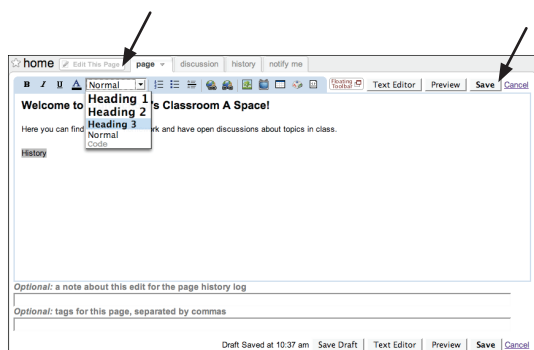 home Edit This Page page discussion history notify me
B I U A Normal Floating Toolbar Text Editor Preview Save Cancel
Heading 1
Heading 2
Heading 3
Normal
Code
Welcome to 's Classroom A Space!
Here you can find rk and have open discussions about topics in class.
History
Optional: a note about this edit for the page history log
Optional: tags for this page, separated by commas
Draft Saved at 10:37 am Save Draft Text Editor Preview Save Cancel